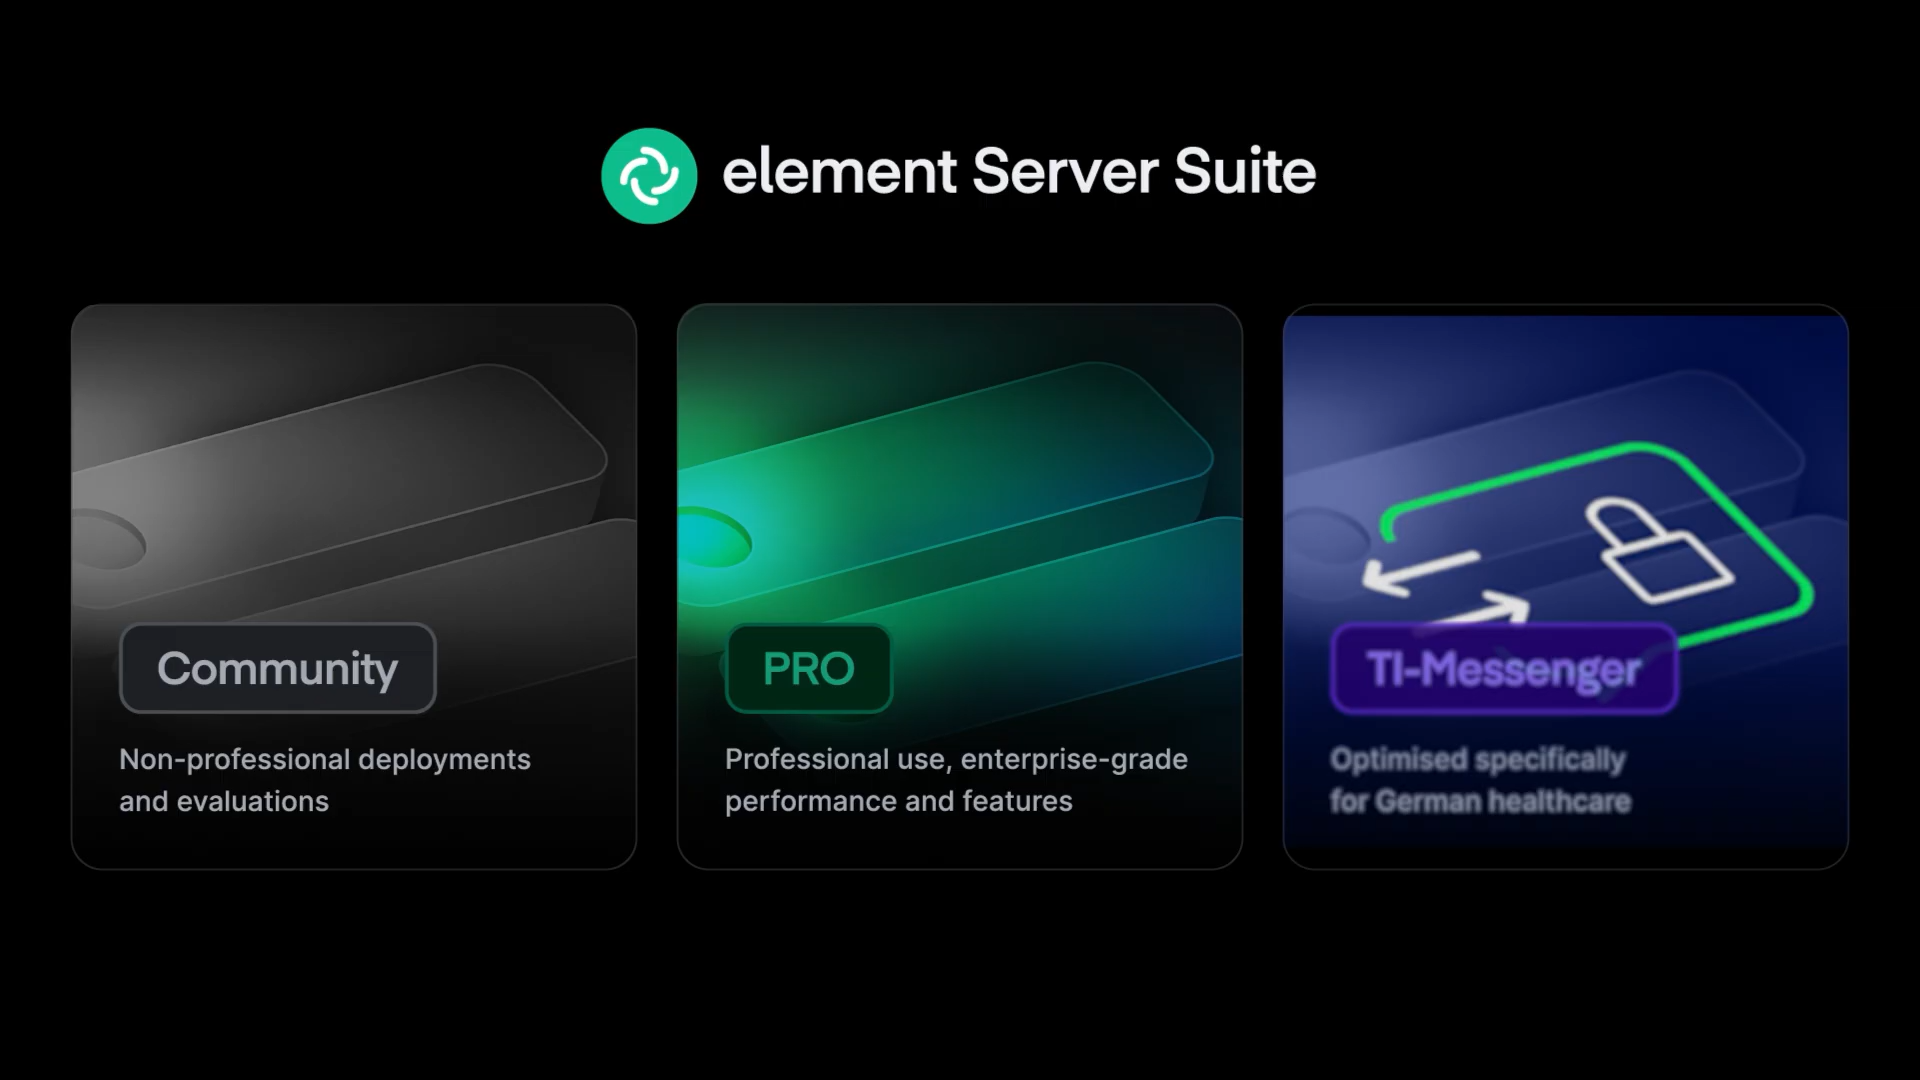 element Server Suite
Community
Non-professional deployments
and evaluations
PRO
Professional use, enterprise-grade
performance and features
TI-Messenger
Optimised specifically
for German healthcare